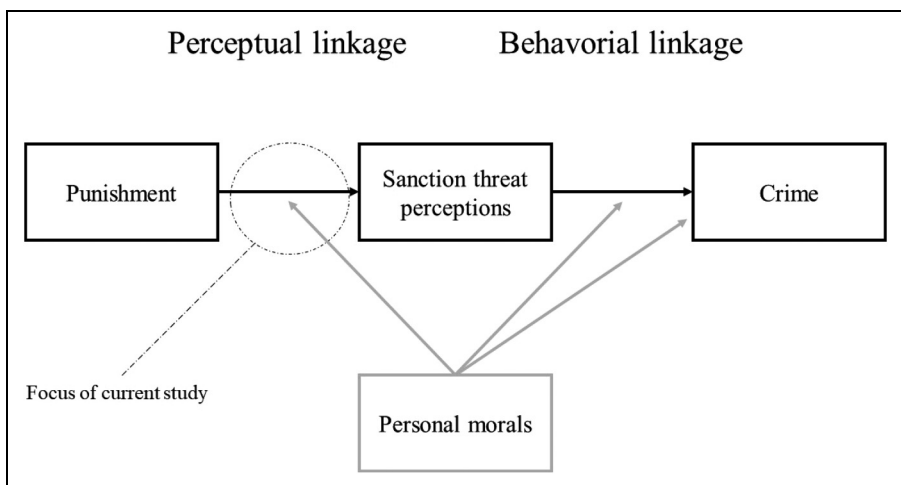 Perceptual linkage
Behavorial linkage
Punishment
Sanction threat
perceptions
Crime
Focus of current study
Personal morals